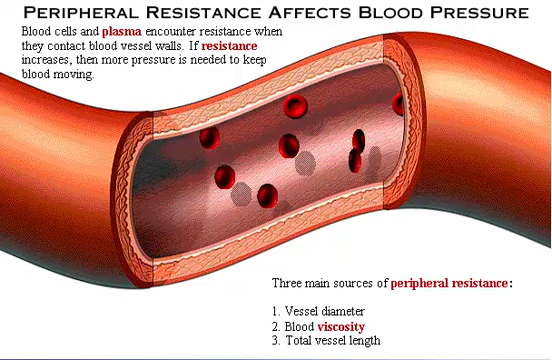 PERIPHERAL RESISTANCE AFFECTS BLOOD PRESSURE
Blood cells and plasma encounter resistance when
they contact blood vessel walls. If resistance
increases, then more pressure is needed to keep
blood moving.
Three main sources of peripheral resistance:
1. Vessel diameter
2. Blood viscosity
3. Total vessel length